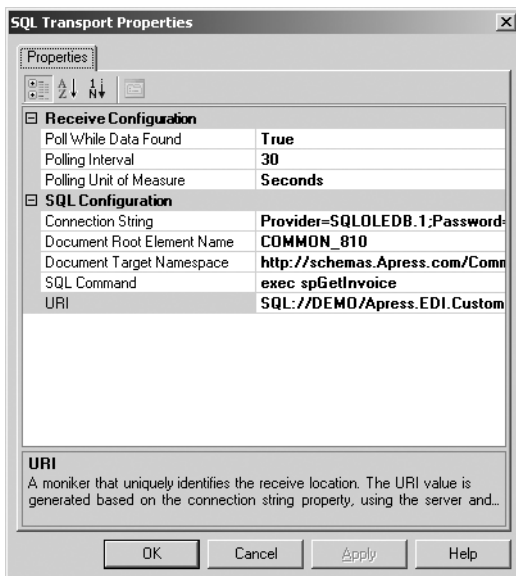 SQL Transport Properties
Properties
Receive Configuration
Poll While Data Found True
Polling Interval 30
Polling Unit of Measure Seconds
SQL Configuration
Connection String Provider=SQLOLEDB.1;Password=
Document Root Element Name COMMON_810
Document Target Namespace http://schemas.Apress.com/Comm
SQL Command exec spGetInvoice
URI SQL://DEMO/Apress.EDI.Custom
URI
A moniker that uniquely identifies the receive location. The URI value is
generated based on the connection string property, using the server and...
OK Cancel Apply Help